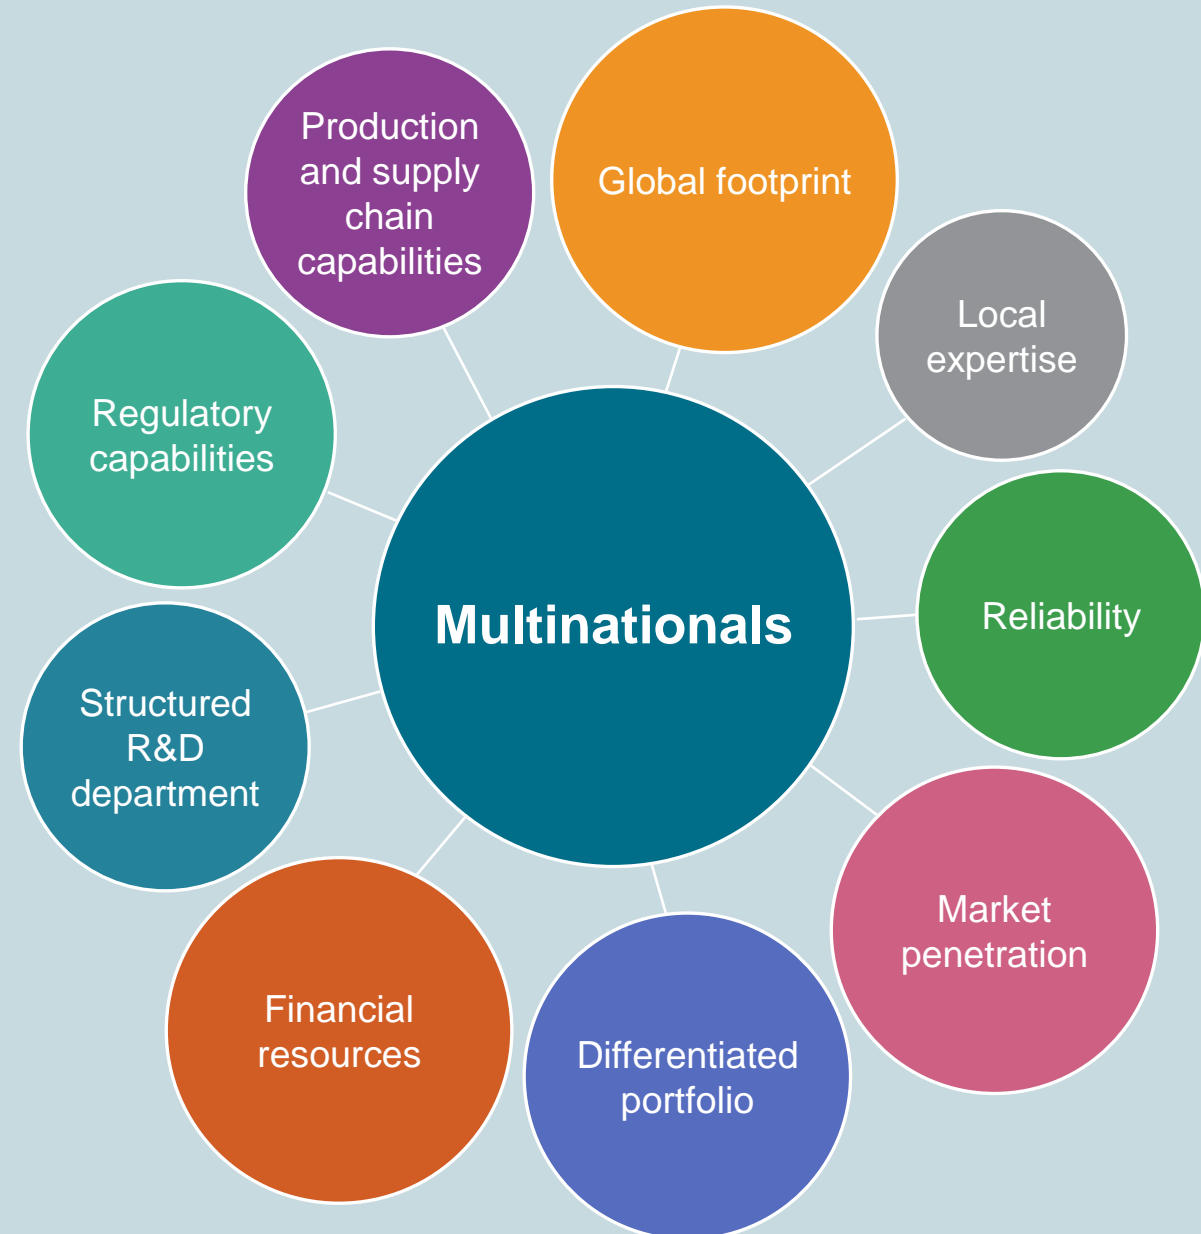 Production
and supply
chain
capabilities
Global footprint
Local
expertise
Regulatory
capabilities
Multinationals
Reliability
Structured
R&D
department
Market
penetration
Financial
resources
Differentiated
portfolio